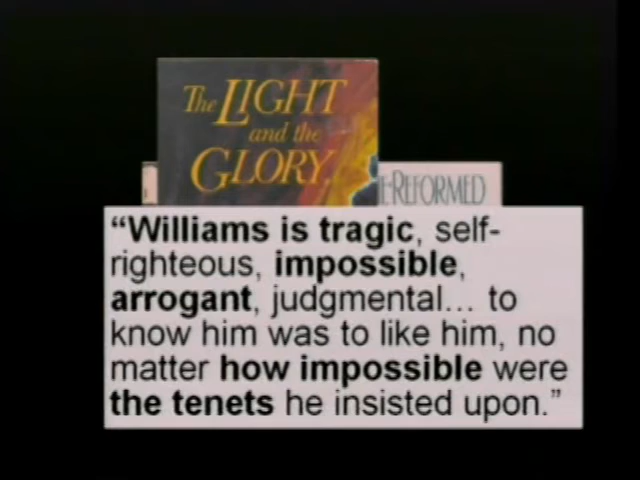 The LIGHT
and the
GLORY
E-REFORMED
“Williams is tragic, self-
righteous, impossible,
arrogant, judgmental... to
know him was to like him, no
matter how impossible were
the tenets he insisted upon.”